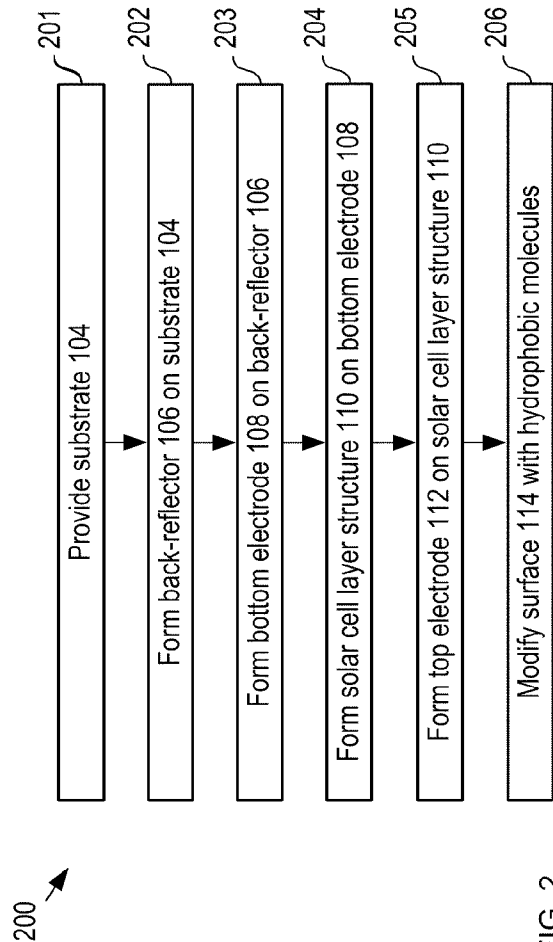 200
Provide substrate 104
201
Form back-reflector 106 on substrate 104
202
Form bottom electrode 108 on back-reflector 106
203
Form solar cell layer structure 110 on bottom electrode 108
204
Form top electrode 112 on solar cell layer structure 110
205
Modify surface 114 with hydrophobic molecules
206
FIG. 2